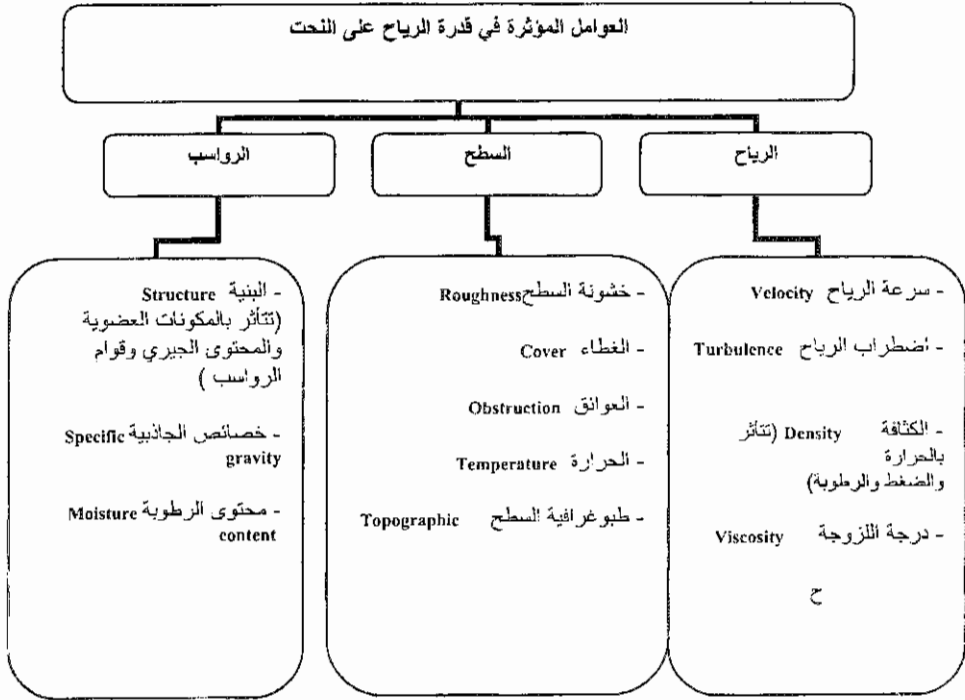 العوامل المؤثرة في قدرة الرياح على النحت
الرياح
السطح
الرواسب
- سرعة الرياح Velocity
- اضطراب الرياح Turbulence
- الكثافة Density (تتأثر
بالحرارة
والضغط والرطوبة)
- درجة اللزوجة Viscosity
ح
- خشونة السطح Roughness
- الغطاء Cover
- العوائق Obstruction
- الحرارة Temperature
- طبوغرافية السطح Topographic
- البنية Structure
(تتأثر بالمكونات العضوية
والمحتوى الجيري وقوام
الرواسب )
- خصائص الجاذبية Specific
gravity
- محتوى الرطوبة Moisture
content